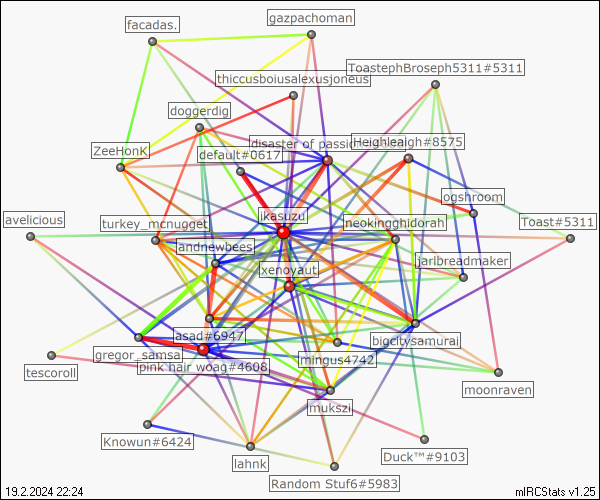 gazpachoman
facadas.
ToastephBroseph5311#5311
thiccusboiusalexusjoneus
doggerdig
disaster of passi
Heighleigh#8575
ZeeHonK
default#0617
ogshroom
ikasuzu
avelicious
turkey_mcnugget
neokingghidorah
Toast#5311
andnewbees
xenovaut
jarlbreadmaker
asad#6947
bigcitysamurai
gregor_samsa
mingus4742
pink hair woag#4608
tescoroll
moonraven
mukszi
Knowun#6424
Duck™#9103
lahnk
Random Stuf6#5983
19.2.2024 22:24
mIRCStats v1.25